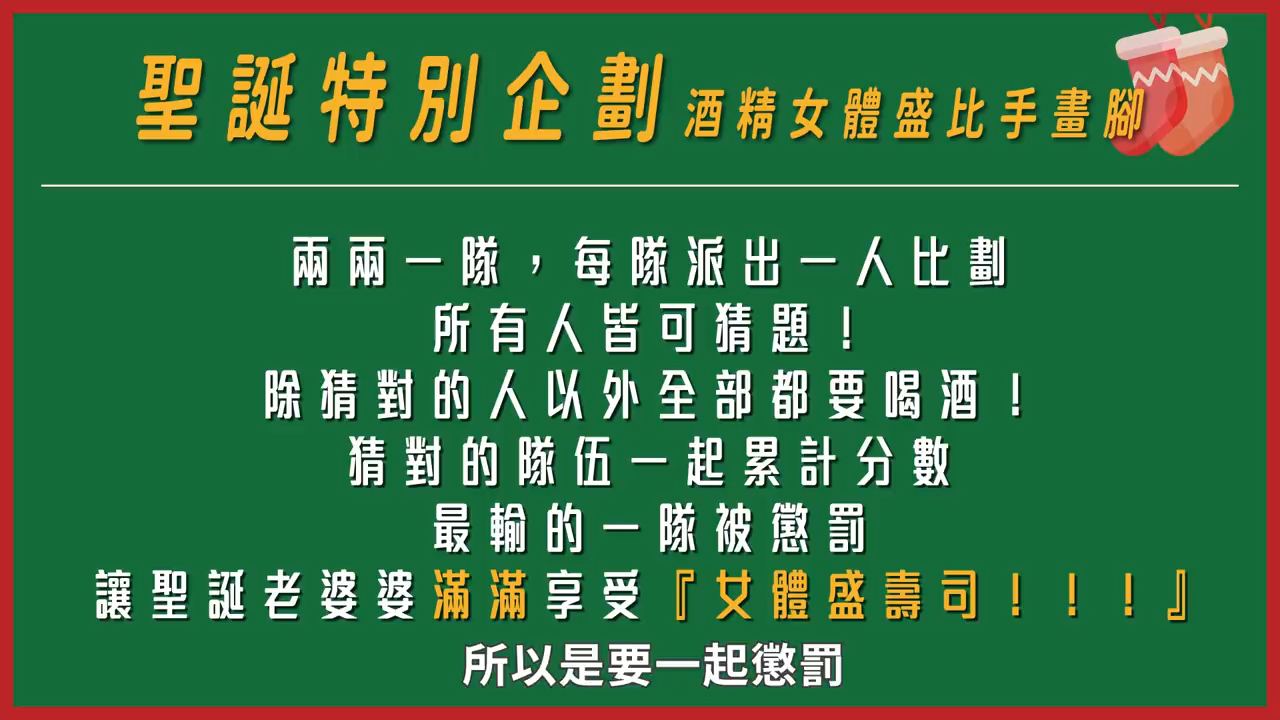 聖誕特別企劃 酒精女體盛比手畫腳
兩兩一隊，每隊派出一人比劃
所有人皆可猜題！
除猜對的人以外全部都要喝酒！
猜對的隊伍一起累計分數
最輸的一隊被懲罰
讓聖誕老婆婆滿滿享受『女體盛壽司！！！』
所以是要一起懲罰